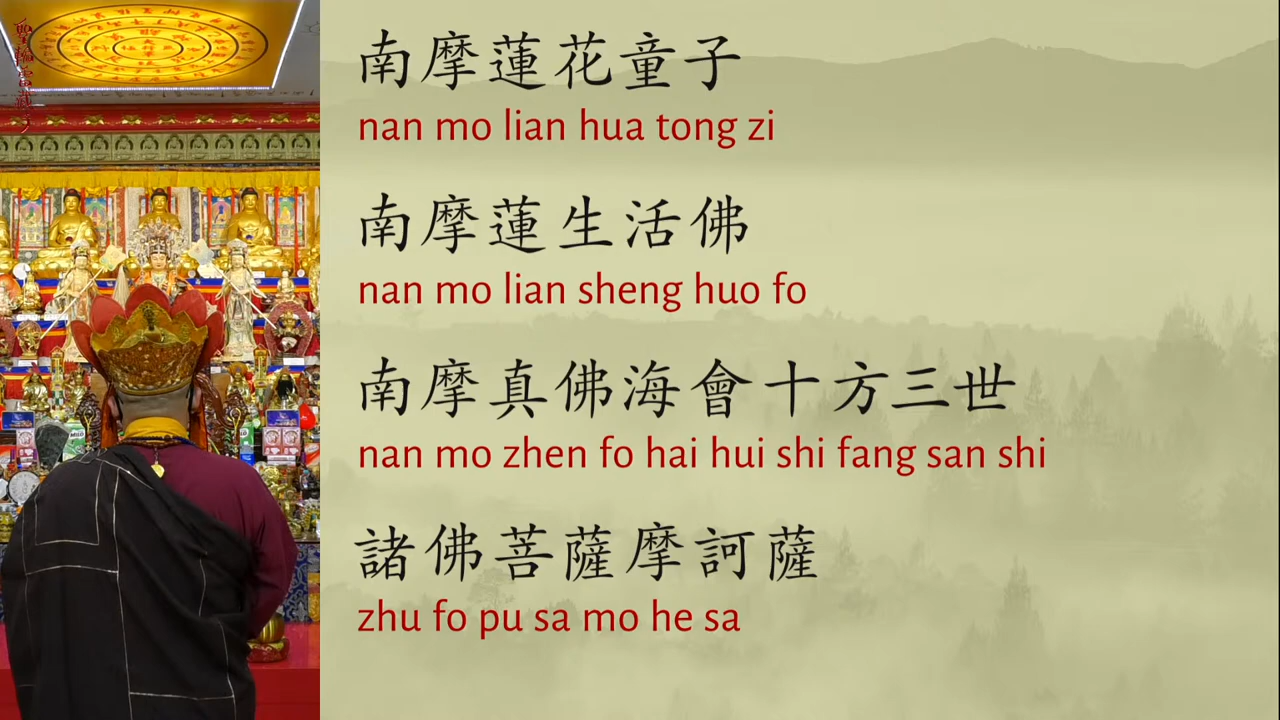 南摩蓮花童子
nan mo lian hua tong zi
南摩蓮生活佛
nan mo lian sheng huo fo
南摩真佛海會十方三世
nan mo zhen fo hai hui shi fang san shi
諸佛菩薩摩訶薩
zhu fo pu sa mo he sa